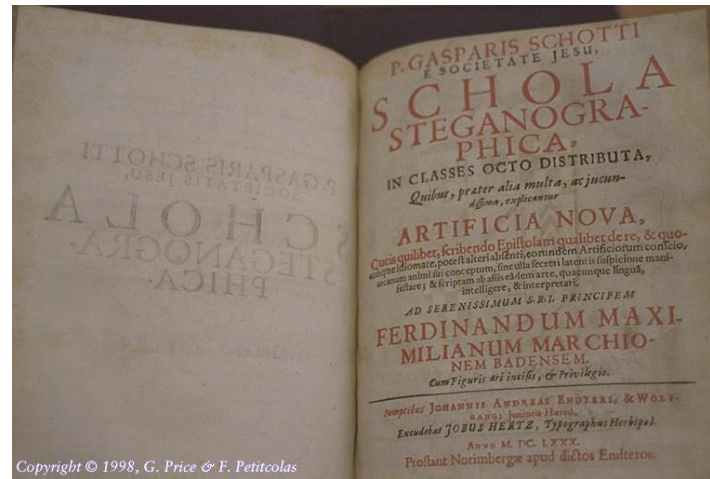 P. GASPARIS SCHOTTI
SOCIETATIS JESU,
SCHOLA
STEGANOGRA-
PHICA.
P. GASPARIS SCHOTTI
E SOCIETATE JESU,
SCHOLA
STEGANOGRA-
PHICA,
IN CLASSES OCTO DISTRIBUTA,
Quibus, præter alia multa, ac jucun-
dissima, explicantur
ARTIFICIA NOVA,
Queis quilibet, scribendo Epistolam qualibet de re, & quo-
cunque idiomate, potest alteri absenti, eorundem Artificiorum conscio,
arcanum animi sui conceptum, sine ulla secreti latentis suspicione mani-
festare; & scriptam ab aliis eâdem arte, quacunque linguâ,
intelligere, & interpretari.
AD SERENISSIMUM S.R.I. PRINCIPEM
FERDINANDUM MAXI-
MILIANUM MARCHIO-
NEM BADENSEM.
Cum Figuris æri incisis, & Privilegio.
Sumptibus JOHANNIS ANDREAE ENDTERI, & WOLF-
GANGI Junioris Hæred.
Excudebat JOBUS HERTZ, Typographus Herbipol.
ANNO M. DC. LXXX.
Prostant Norimbergæ apud dictos Endteros.
Copyright © 1998, G. Price & F. Petitcolas